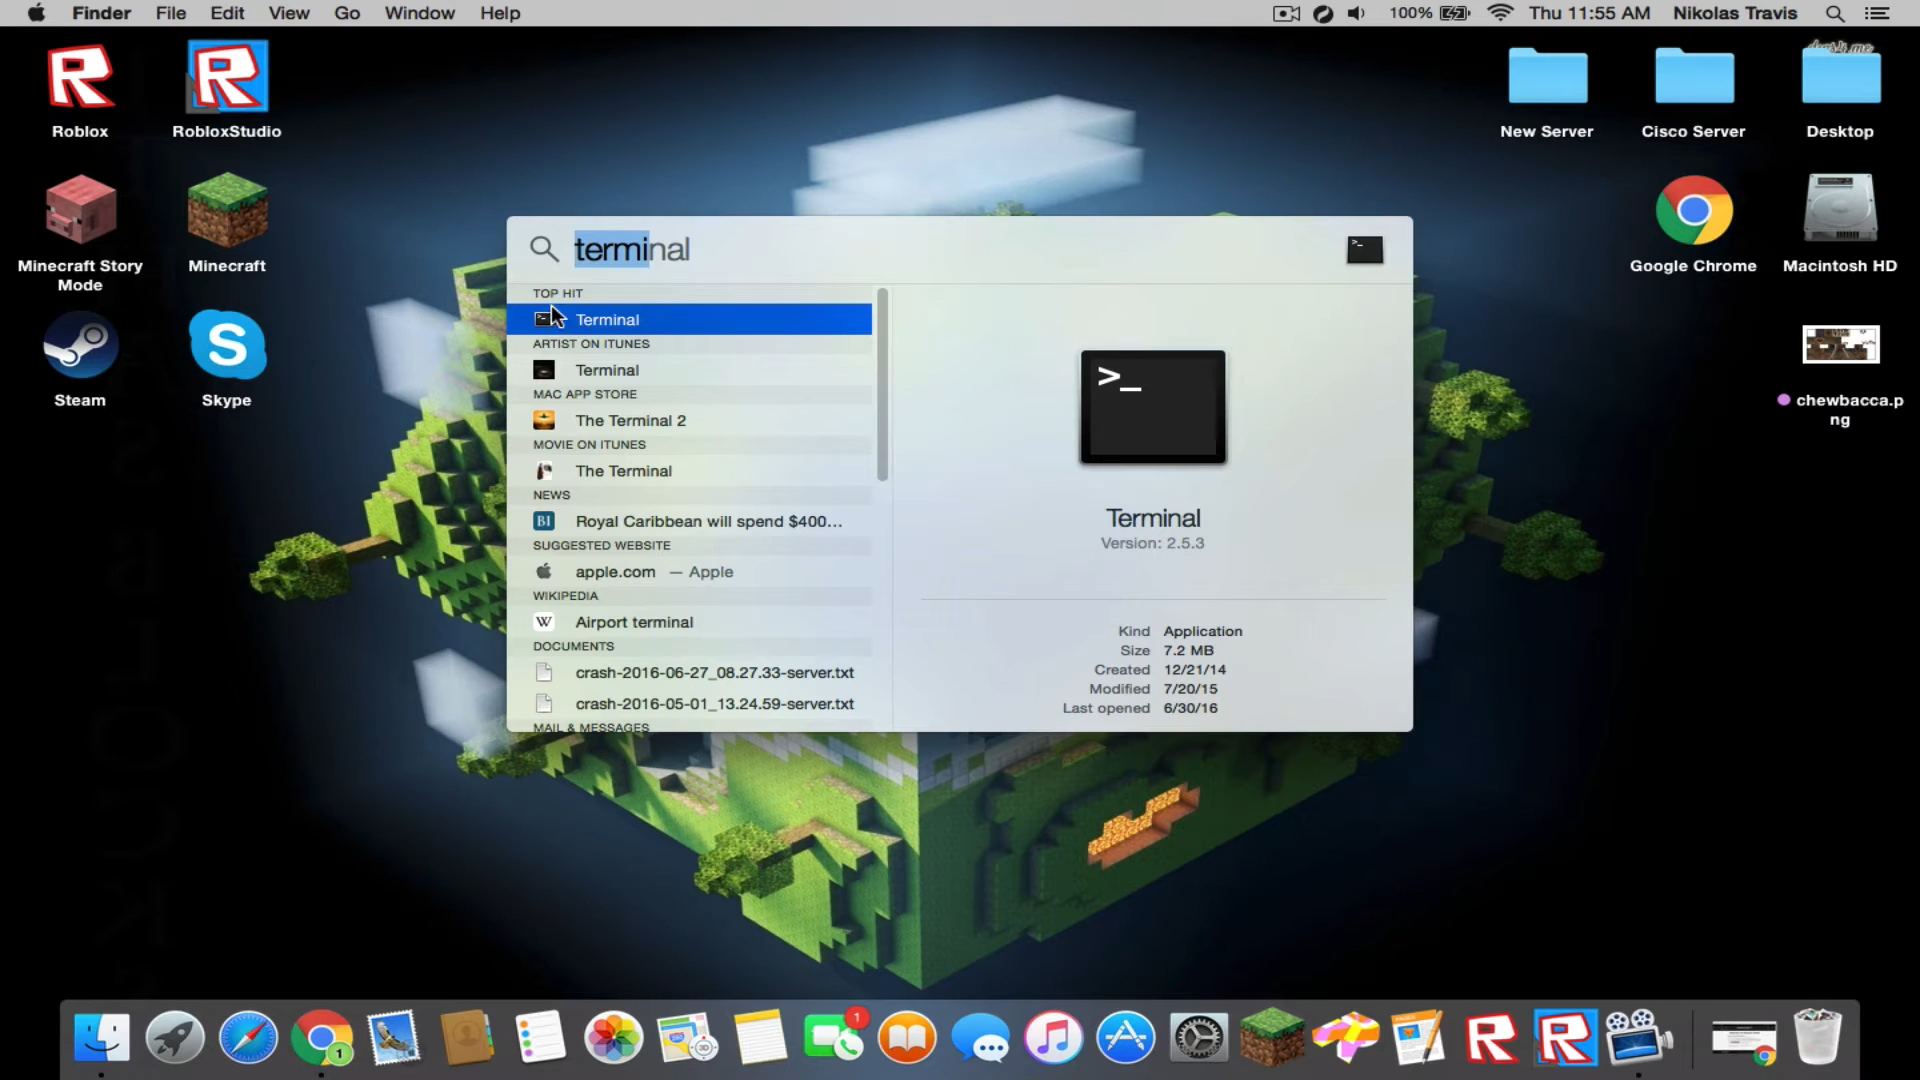 Finder File Edit View Go Window Help
100% Thu 11:55 AM Nikolas Travis
Roblox
RobloxStudio
New Server
Cisco Server
Desktop
Minecraft Story
Mode
Minecraft
Google Chrome
Macintosh HD
Steam
Skype
chewbacca.p
ng
terminal
TOP HIT
Terminal
ARTIST ON ITUNES
Terminal
MAC APP STORE
The Terminal 2
MOVIE ON ITUNES
The Terminal
NEWS
BI Royal Caribbean will spend $400...
SUGGESTED WEBSITE
apple.com — Apple
WIKIPEDIA
W Airport terminal
DOCUMENTS
crash-2016-06-27_08.27.33-server.txt
crash-2016-05-01_13.24.59-server.txt
MAIL & MESSAGES
>_
Terminal
Version: 2.5.3
Kind Application
Size 7.2 MB
Created 12/21/14
Modified 7/20/15
Last opened 6/30/16
1
1
PAGES
3D